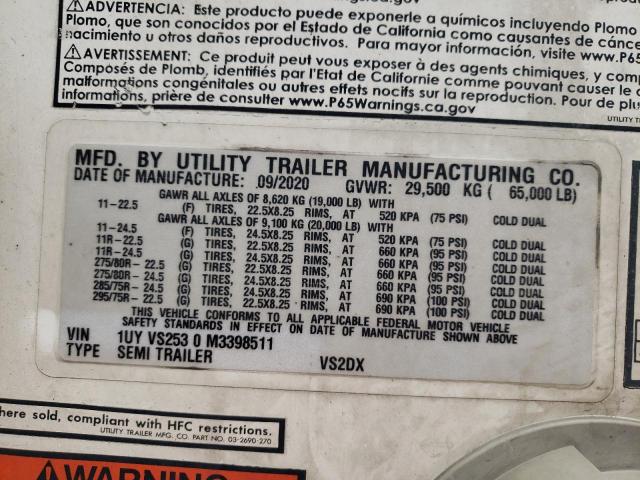 ADVERTENCIA: Este producto puede exponerle a químicos incluyendo Plomo
Plomo, que son conocidos por el Estado de California como causantes de cánce
nacimiento u otros daños reproductivos. Para mayor información, visite www.P65
AVERTISSEMENT: Ce produit peut vous exposer à des agents chimiques, y comp
Composés de Plomb, identifiés par l'Etat de Californie comme pouvant causer le c
malformations congénitales ou autres effets nocifs sur la reproduction. Pour de plu
informations, prière de consulter www.P65Warnings.ca.gov
UTILITY TR
MFD. BY UTILITY TRAILER MANUFACTURING CO.
DATE OF MANUFACTURE: 09/2020 GVWR: 29,500 KG ( 65,000 LB)
GAWR ALL AXLES OF 8,620 KG (19,000 LB) WITH
11-22.5 (F) TIRES, 22.5X8.25 RIMS, AT 520 KPA (75 PSI) COLD DUAL
GAWR ALL AXLES OF 9,100 KG (20,000 LB) WITH
11-24.5 (F) TIRES, 24.5X8.25 RIMS, AT 520 KPA (75 PSI) COLD DUAL
11R-22.5 (G) TIRES, 22.5X8.25 RIMS, AT 660 KPA (95 PSI) COLD DUAL
11R-24.5 (G) TIRES, 24.5X8.25 RIMS, AT 660 KPA (95 PSI) COLD DUAL
275/80R-22.5 (G) TIRES, 22.5X8.25 RIMS, AT 660 KPA (95 PSI) COLD DUAL
275/80R-24.5 (G) TIRES, 24.5X8.25 RIMS, AT 660 KPA (95 PSI) COLD DUAL
285/75R-24.5 (G) TIRES, 24.5X8.25 RIMS, AT 690 KPA (100 PSI) COLD DUAL
295/75R-22.5 (G) TIRES, 22.5X8.25 RIMS, AT 690 KPA (100 PSI) COLD DUAL
THIS VEHICLE CONFORMS TO ALL APPLICABLE FEDERAL MOTOR VEHICLE
SAFETY STANDARDS IN EFFECT ON DATE OF MANUFACTURE SHOWN ABOVE
VIN 1UY VS253 0 M3398511
TYPE SEMI TRAILER VS2DX
here sold, compliant with HFC restrictions.
UTILITY TRAILER MFG. CO. PART NO. 03-2690-270
WARNING